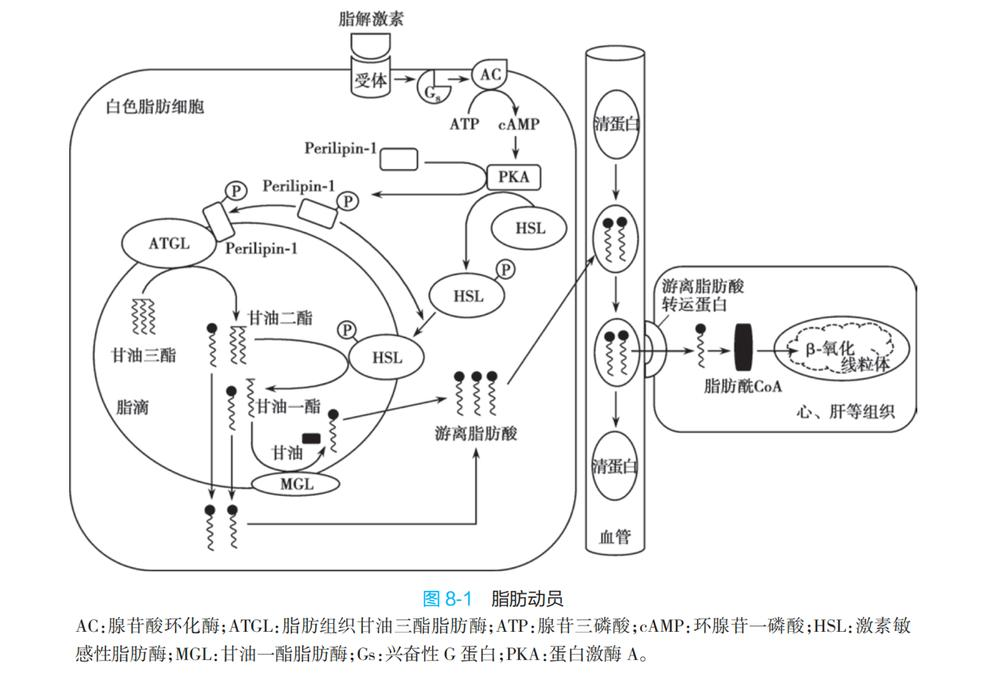 脂解激素
受体
Gs
AC
ATP
cAMP
白色脂肪细胞
Perilipin-1
PKA
HSL
Perilipin-1
P
P
ATGL
Perilipin-1
HSL
P
甘油三酯
甘油二酯
P
HSL
脂滴
甘油一酯
甘油
MGL
游离脂肪酸
清蛋白
清蛋白
血管
游离脂肪酸
转运蛋白
脂肪酰CoA
β-氧化
线粒体
心、肝等组织
图 8-1 脂肪动员
AC:腺苷酸环化酶;ATGL:脂肪组织甘油三酯脂肪酶;ATP:腺苷三磷酸;cAMP:环腺苷一磷酸;HSL:激素敏
感性脂肪酶;MGL:甘油一酯脂肪酶;Gs:兴奋性 G 蛋白;PKA:蛋白激酶 A。